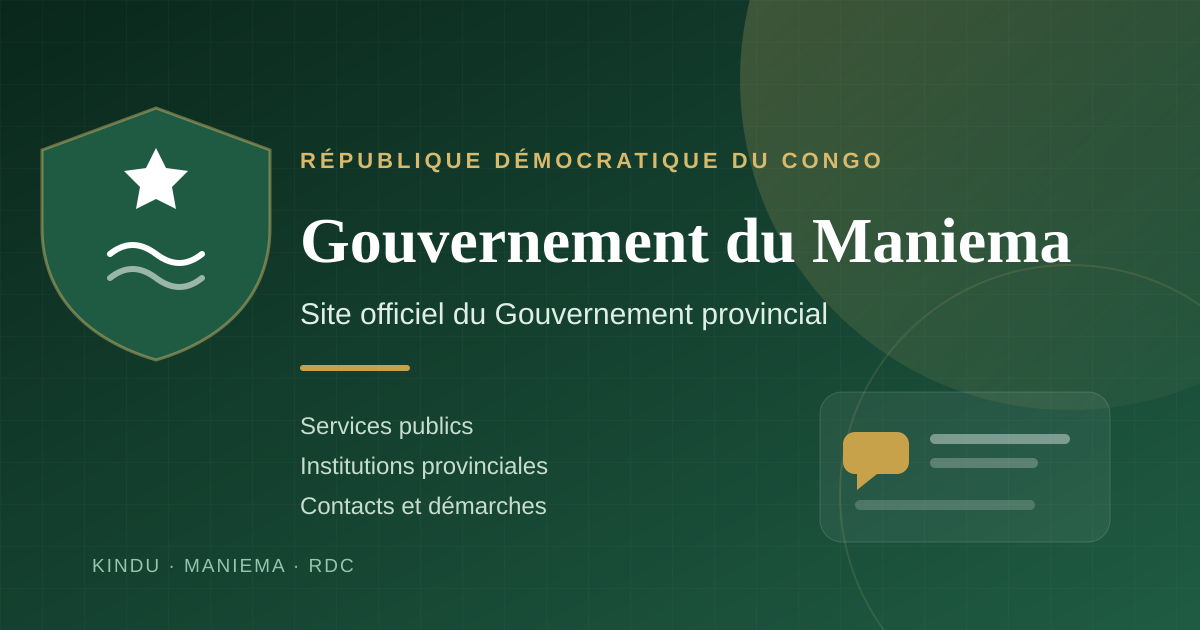 RÉPUBLIQUE DÉMOCRATIQUE DU CONGO
Gouvernement du Maniema
Site officiel du Gouvernement provincial
Services publics
Institutions provinciales
Contacts et démarches
KINDU · MANIEMA · RDC